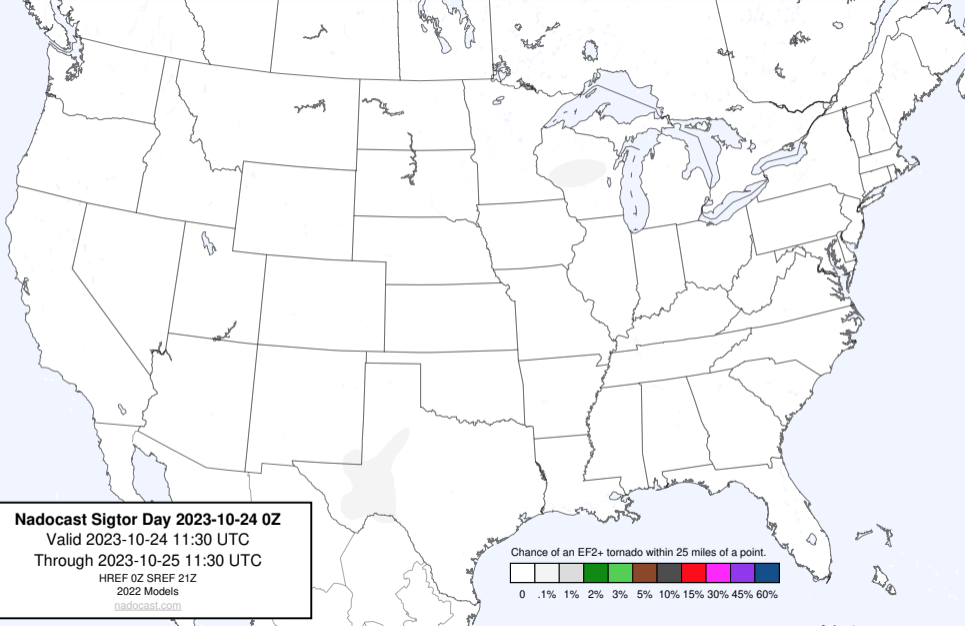 Nadocast Sigtor Day 2023-10-24 0Z
Valid 2023-10-24 11:30 UTC
Through 2023-10-25 11:30 UTC
HREF 0Z SREF 21Z
2022 Models
nadocast.com
Chance of an EF2+ tornado within 25 miles of a point.
0 .1% 1% 2% 3% 5% 10% 15% 30% 45% 60%